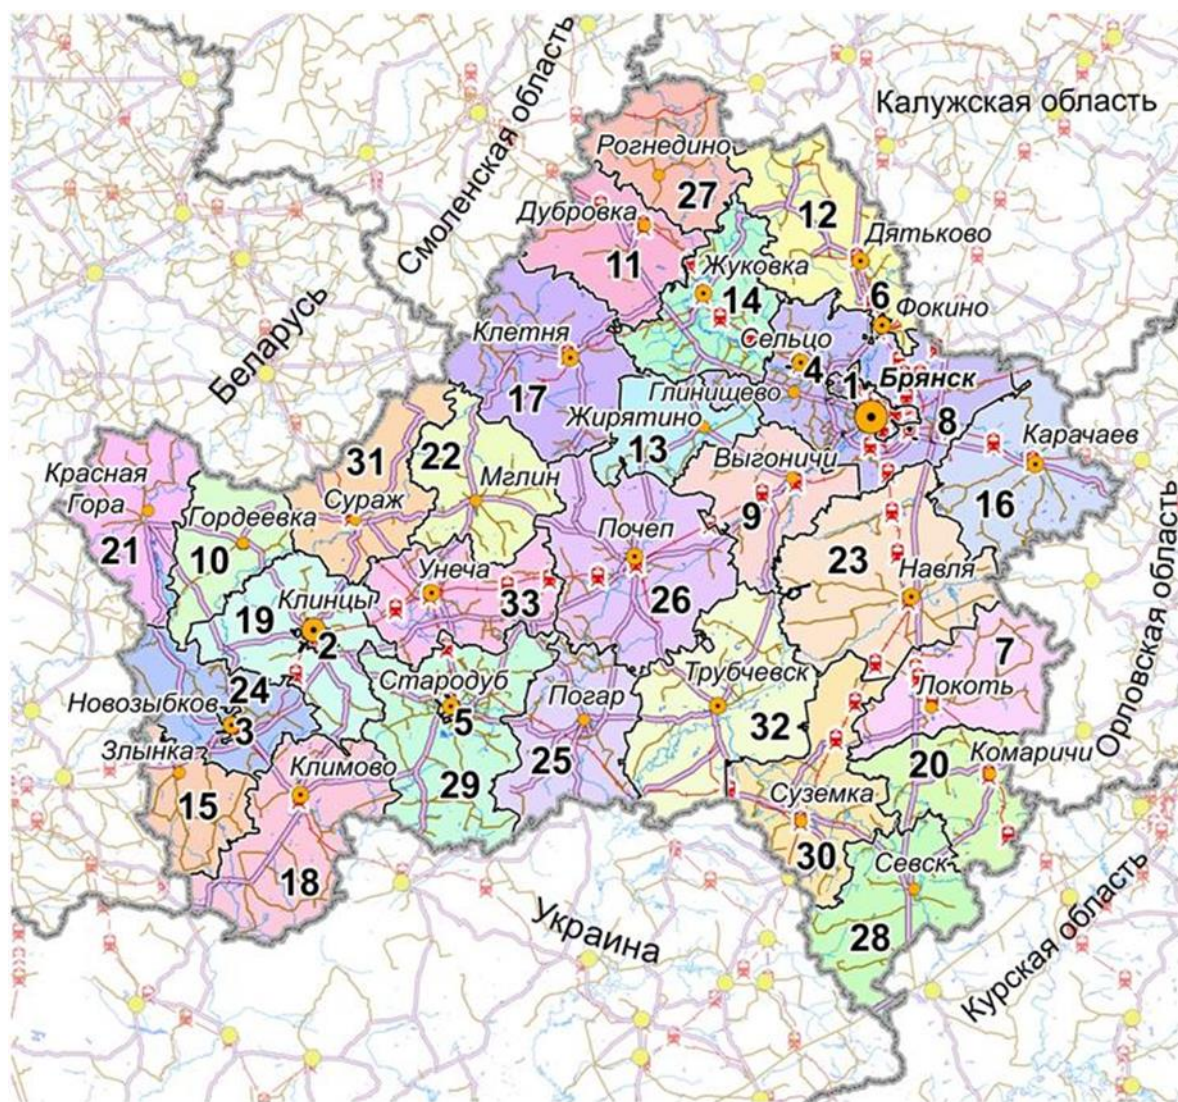 Калужская область
Смоленская область
Рогнедино
27
12
Дубровка
11
Дятьково
Жуковка
14
6
Фокино
Беларусь
Клетня
17
Сельцо
4
1
Брянск
Глинищево
Жирятино
13
8
Карачаев
16
31
22
Мглин
Выгоничи
9
Красная
Гора
21
Гордеевка
10
Сураж
Почеп
26
23
Навля
Орловская область
Унеча
33
19
Клинцы
2
7
Локоть
Новозыбков
24
3
Стародуб
5
Погар
25
Трубчевск
32
Злынка
15
Климово
18
29
20
Комаричи
Суземка
30
Севск
28
Украина
Курская область